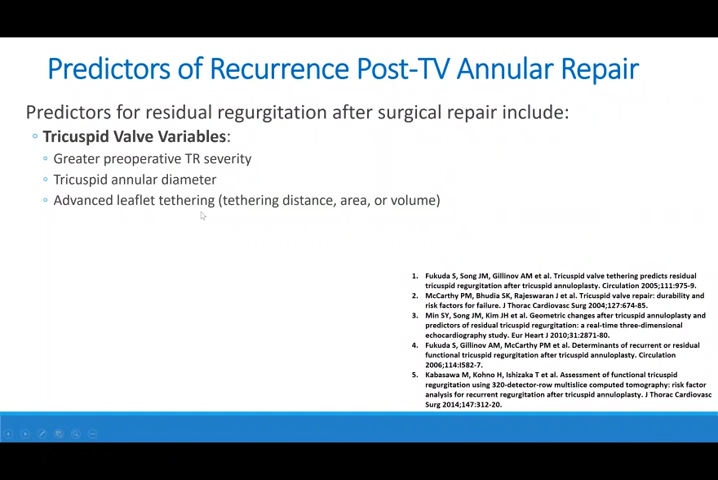 Predictors of Recurrence Post-TV Annular Repair
Predictors for residual regurgitation after surgical repair include:
Tricuspid Valve Variables:
Greater preoperative TR severity
Tricuspid annular diameter
Advanced leaflet tethering (tethering distance, area, or volume)
1. Fukuda S, Song JM, Gillinov AM et al. Tricuspid valve tethering predicts residual
tricuspid regurgitation after tricuspid annuloplasty. Circulation 2005;111:975-9.
2. McCarthy PM, Bhudia SK, Rajeswaran J et al. Tricuspid valve repair: durability and
risk factors for failure. J Thorac Cardiovasc Surg 2004;127:674-85.
3. Min SY, Song JM, Kim JH et al. Geometric changes after tricuspid annuloplasty and
predictors of residual tricuspid regurgitation: a real-time three-dimensional
echocardiography study. Eur Heart J 2010;31:2871-80.
4. Fukuda S, Gillinov AM, McCarthy PM et al. Determinants of recurrent or residual
functional tricuspid regurgitation after tricuspid annuloplasty. Circulation
2006;114:I582-7.
5. Kabasawa M, Kohno H, Ishizaka T et al. Assessment of functional tricuspid
regurgitation using 320-detector-row multislice computed tomography: risk factor
analysis for recurrent regurgitation after tricuspid annuloplasty. J Thorac Cardiovasc
Surg 2014;147:312-20.